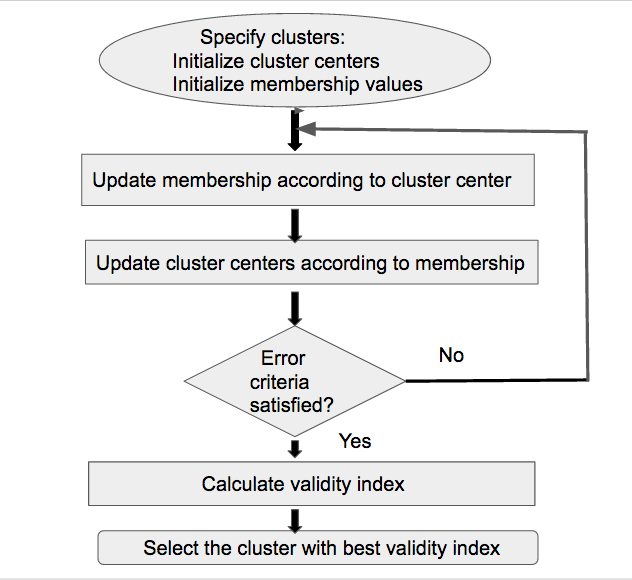 Specify clusters:
Initialize cluster centers
Initialize membership values
Update membership according to cluster center
Update cluster centers according to membership
Error
criteria
satisfied?
No
Yes
Calculate validity index
Select the cluster with best validity index